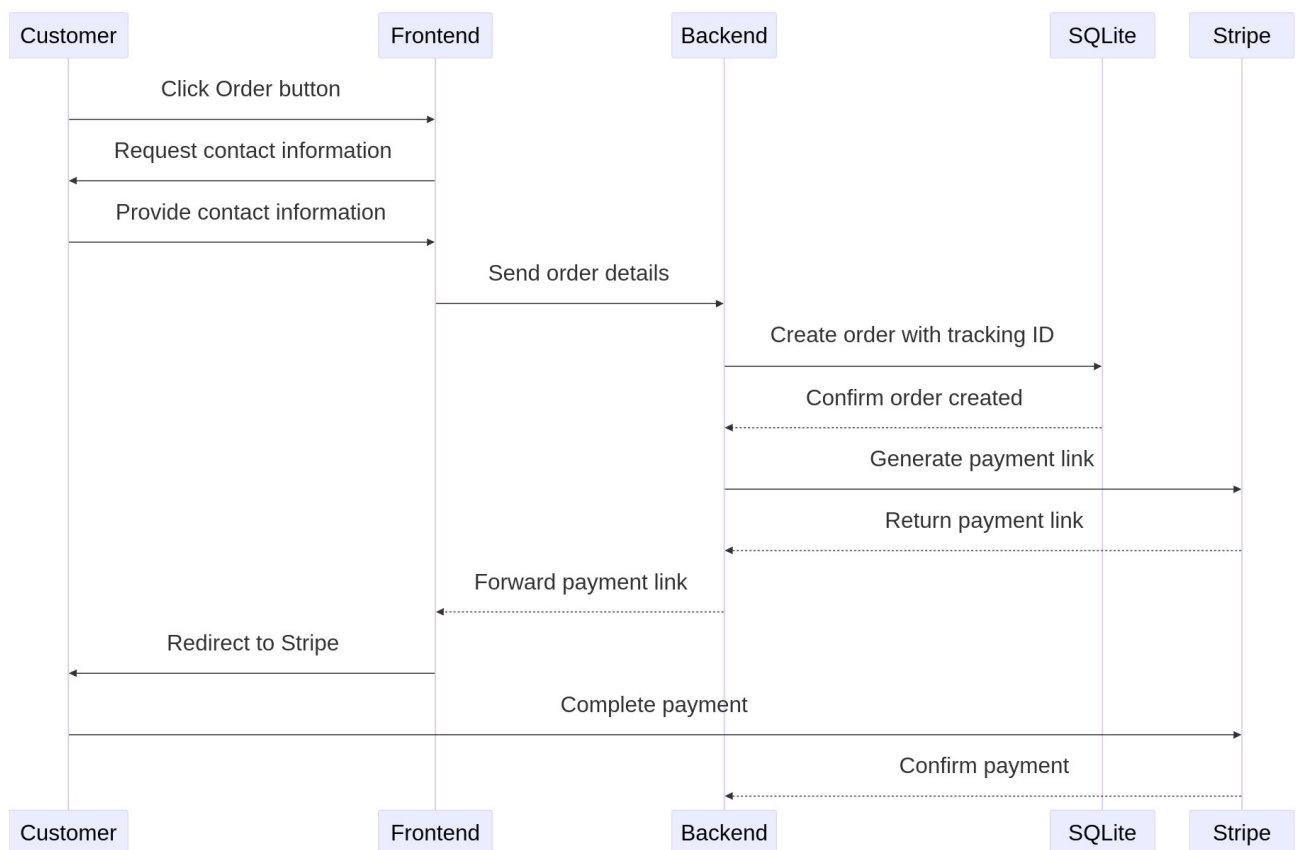 Customer
Frontend
Backend
SQLite
Stripe
Click Order button
Request contact information
Provide contact information
Send order details
Create order with tracking ID
Confirm order created
Generate payment link
Return payment link
Forward payment link
Redirect to Stripe
Complete payment
Confirm payment
Customer
Frontend
Backend
SQLite
Stripe